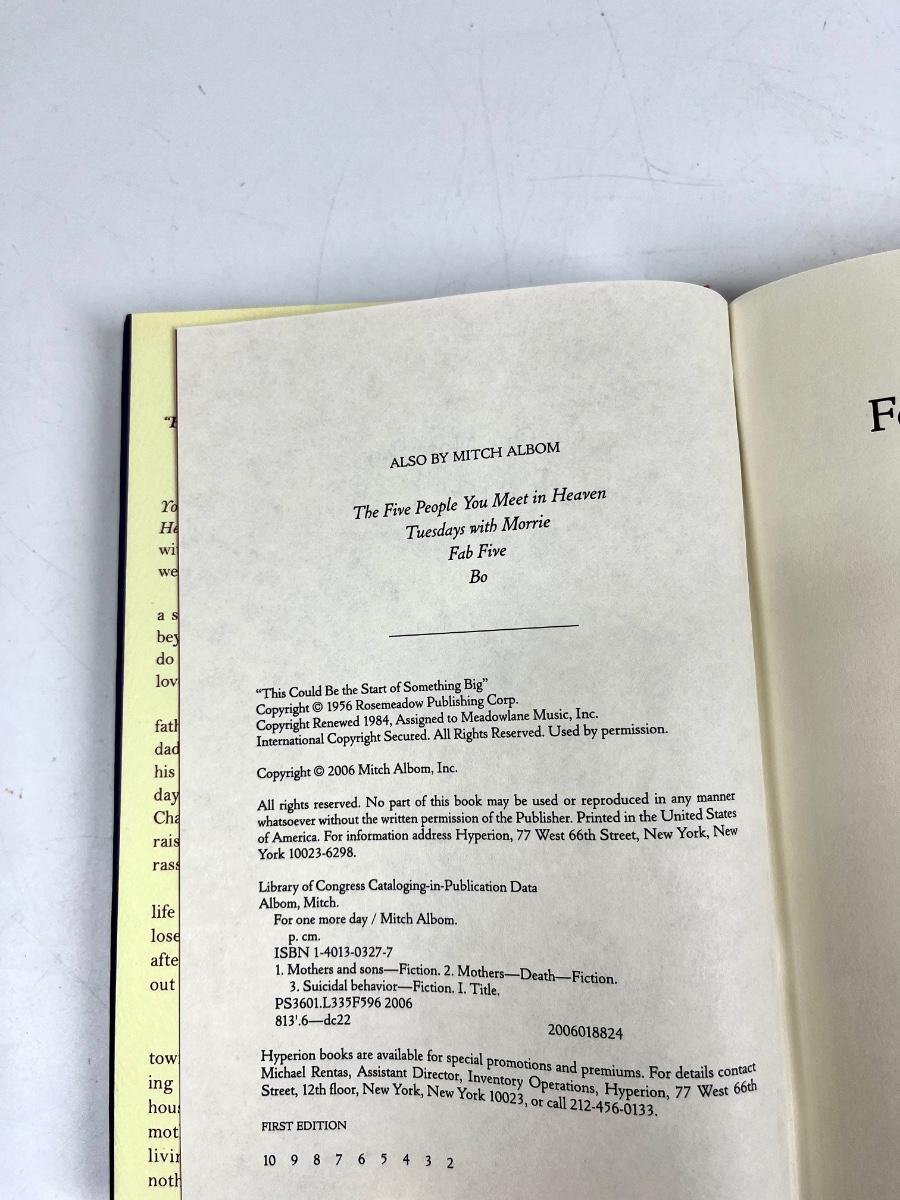 ALSO BY MITCH ALBOM
The Five People You Meet in Heaven
Tuesdays with Morrie
Fab Five
Bo
“This Could Be the Start of Something Big”
Copyright © 1956 Rosemeadow Publishing Corp.
Copyright Renewed 1984, Assigned to Meadowlane Music, Inc.
International Copyright Secured. All Rights Reserved. Used by permission.
Copyright © 2006 Mitch Albom, Inc.
All rights reserved. No part of this book may be used or reproduced in any manner
whatsoever without the written permission of the Publisher. Printed in the United States
of America. For information address Hyperion, 77 West 66th Street, New York, New
York 10023-6298.
Library of Congress Cataloging-in-Publication Data
Albom, Mitch.
For one more day / Mitch Albom.
p. cm.
ISBN 1-4013-0327-7
1. Mothers and sons—Fiction. 2. Mothers—Death—Fiction.
3. Suicidal behavior—Fiction. I. Title.
PS3601.L335F596 2006
813'.6—dc22
2006018824
Hyperion books are available for special promotions and premiums. For details contact
Michael Rentas, Assistant Director, Inventory Operations, Hyperion, 77 West 66th
Street, 12th floor, New York, New York 10023, or call 212-456-0133.
FIRST EDITION
10 9 8 7 6 5 4 3 2